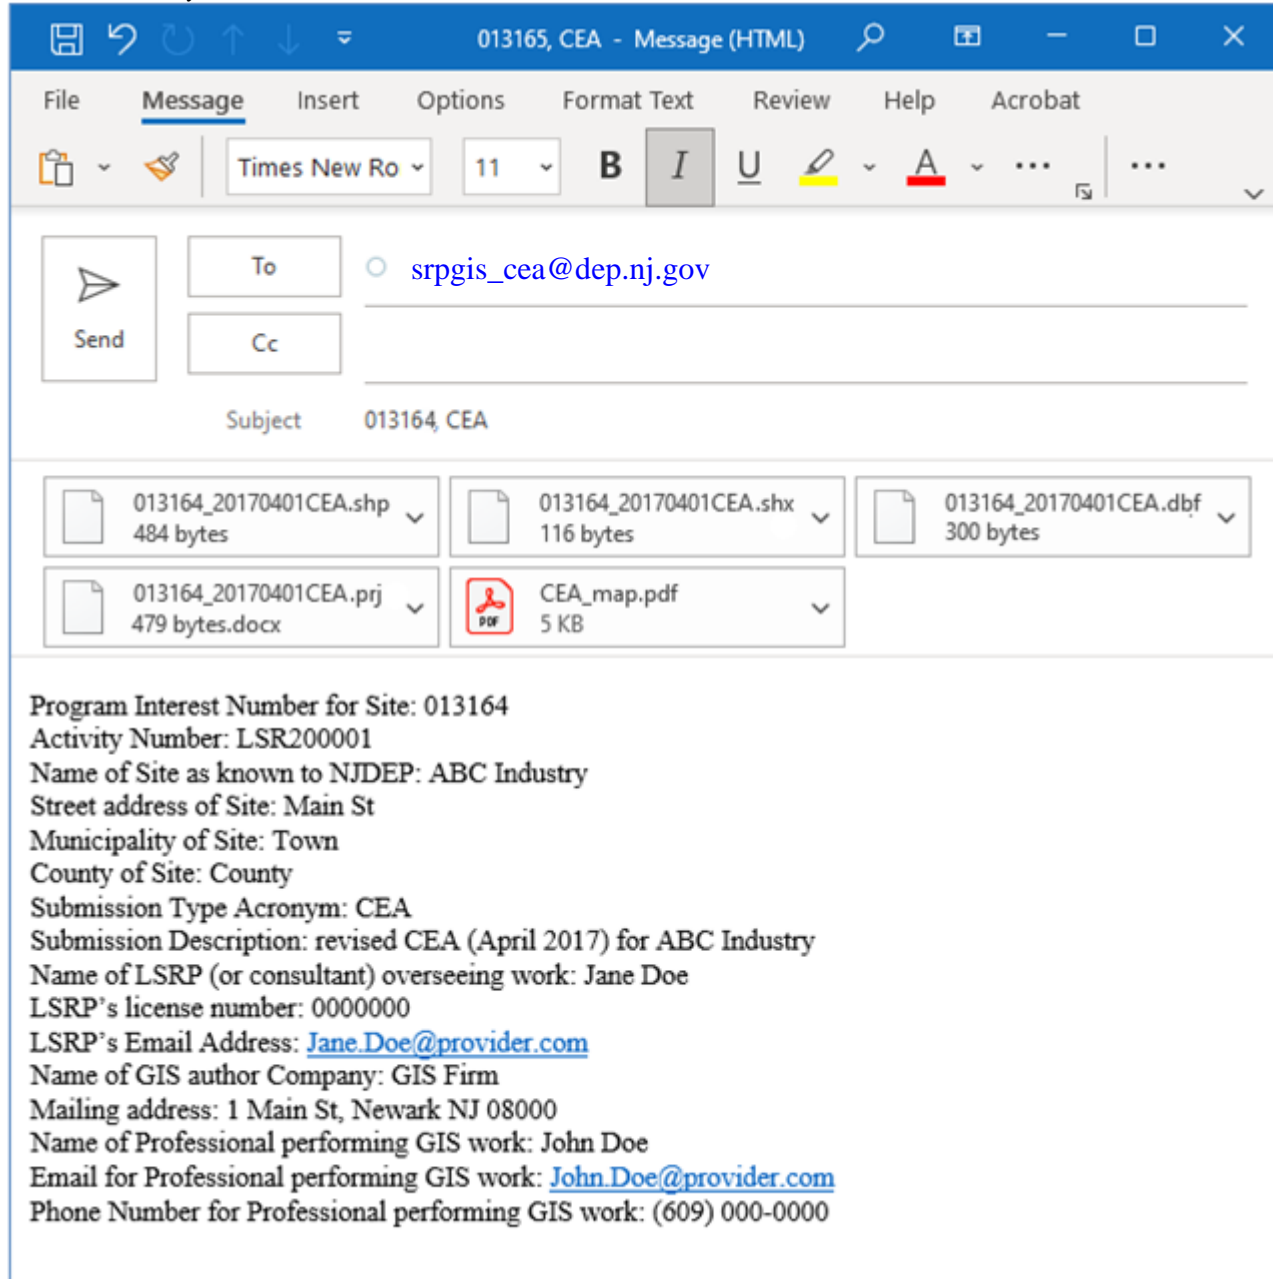 013165, CEA - Message (HTML)
File Message Insert Options Format Text Review Help Acrobat
Times New Ro 11 B I U A
To srpgis_cea@dep.nj.gov
Send
Cc
Subject 013164, CEA
013164_20170401CEA.shp 013164_20170401CEA.shx 013164_20170401CEA.dbf
484 bytes 116 bytes 300 bytes
013164_20170401CEA.prj CEA_map.pdf
479 bytes.docx PDF 5 KB
Program Interest Number for Site: 013164
Activity Number: LSR200001
Name of Site as known to NJDEP: ABC Industry
Street address of Site: Main St
Municipality of Site: Town
County of Site: County
Submission Type Acronym: CEA
Submission Description: revised CEA (April 2017) for ABC Industry
Name of LSRP (or consultant) overseeing work: Jane Doe
LSRP’s license number: 0000000
LSRP’s Email Address: Jane.Doe@provider.com
Name of GIS author Company: GIS Firm
Mailing address: 1 Main St, Newark NJ 08000
Name of Professional performing GIS work: John Doe
Email for Professional performing GIS work: John.Doe@provider.com
Phone Number for Professional performing GIS work: (609) 000-0000